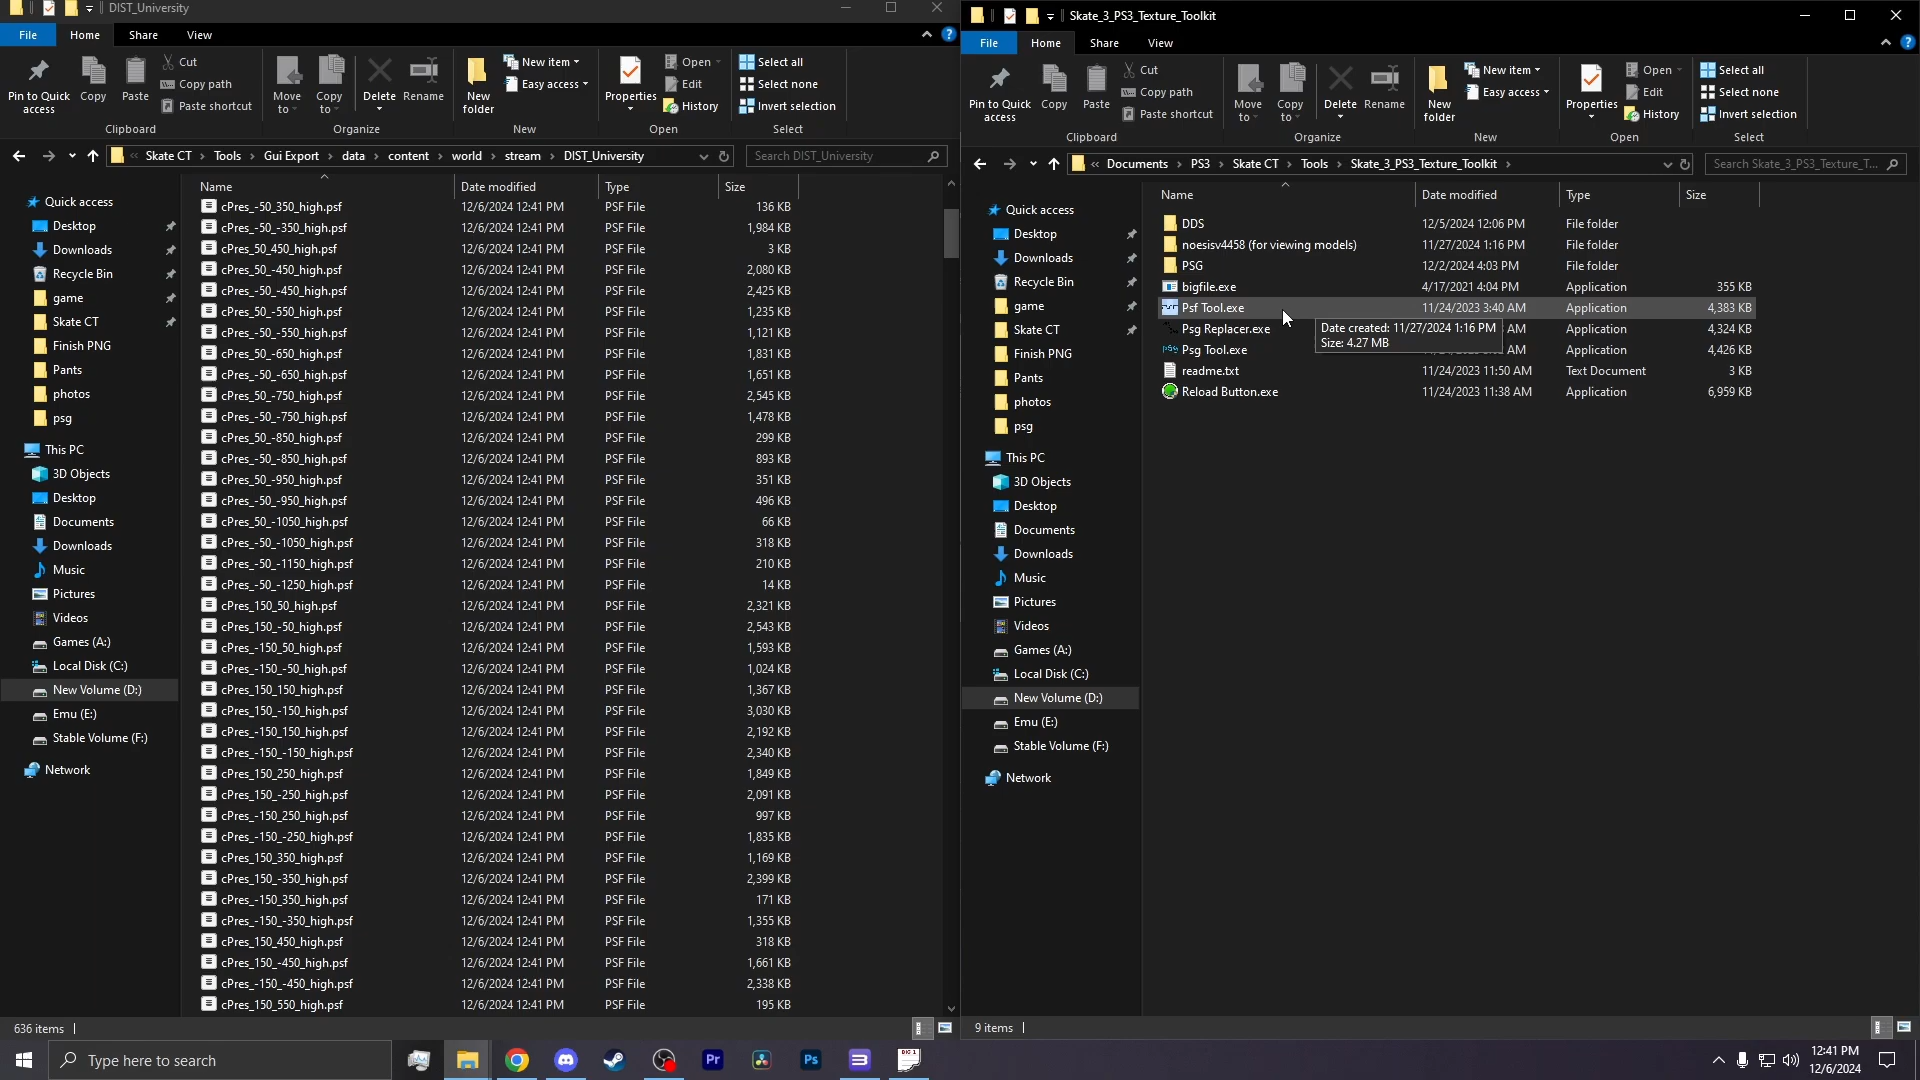 DIST_University
File Home Share View
Pin to Quick access
Copy
Paste
Cut
Copy path
Paste shortcut
Clipboard
Move to
Copy to
Delete
Rename
Organize
New folder
New item
Easy access
New
Properties
Open
Edit
History
Open
Select all
Select none
Invert selection
Select
« Skate CT › Tools › Gui Export › data › content › world › stream › DIST_University
Search DIST_University
Quick access
Desktop
Downloads
Recycle Bin
game
Skate CT
Finish PNG
Pants
photos
psg
This PC
3D Objects
Desktop
Documents
Downloads
Music
Pictures
Videos
Games (A:)
Local Disk (C:)
New Volume (D:)
Emu (E:)
Stable Volume (F:)
Network
Name Date modified Type Size
cPres_-50_350_high.psf 12/6/2024 12:41 PM PSF File 136 KB
cPres_-50_-350_high.psf 12/6/2024 12:41 PM PSF File 1,984 KB
cPres_50_450_high.psf 12/6/2024 12:41 PM PSF File 3 KB
cPres_50_-450_high.psf 12/6/2024 12:41 PM PSF File 2,080 KB
cPres_-50_-450_high.psf 12/6/2024 12:41 PM PSF File 2,425 KB
cPres_50_-550_high.psf 12/6/2024 12:41 PM PSF File 1,235 KB
cPres_-50_-550_high.psf 12/6/2024 12:41 PM PSF File 1,121 KB
cPres_50_-650_high.psf 12/6/2024 12:41 PM PSF File 1,831 KB
cPres_-50_-650_high.psf 12/6/2024 12:41 PM PSF File 1,651 KB
cPres_50_-750_high.psf 12/6/2024 12:41 PM PSF File 2,545 KB
cPres_-50_-750_high.psf 12/6/2024 12:41 PM PSF File 1,478 KB
cPres_50_-850_high.psf 12/6/2024 12:41 PM PSF File 299 KB
cPres_-50_-850_high.psf 12/6/2024 12:41 PM PSF File 893 KB
cPres_50_-950_high.psf 12/6/2024 12:41 PM PSF File 351 KB
cPres_-50_-950_high.psf 12/6/2024 12:41 PM PSF File 496 KB
cPres_50_-1050_high.psf 12/6/2024 12:41 PM PSF File 66 KB
cPres_-50_-1050_high.psf 12/6/2024 12:41 PM PSF File 318 KB
cPres_-50_-1150_high.psf 12/6/2024 12:41 PM PSF File 210 KB
cPres_-50_-1250_high.psf 12/6/2024 12:41 PM PSF File 14 KB
cPres_150_50_high.psf 12/6/2024 12:41 PM PSF File 2,321 KB
cPres_150_-50_high.psf 12/6/2024 12:41 PM PSF File 2,543 KB
cPres_-150_50_high.psf 12/6/2024 12:41 PM PSF File 1,593 KB
cPres_-150_-50_high.psf 12/6/2024 12:41 PM PSF File 1,024 KB
cPres_150_150_high.psf 12/6/2024 12:41 PM PSF File 1,367 KB
cPres_150_-150_high.psf 12/6/2024 12:41 PM PSF File 3,030 KB
cPres_-150_150_high.psf 12/6/2024 12:41 PM PSF File 2,192 KB
cPres_-150_-150_high.psf 12/6/2024 12:41 PM PSF File 2,340 KB
cPres_150_250_high.psf 12/6/2024 12:41 PM PSF File 1,849 KB
cPres_150_-250_high.psf 12/6/2024 12:41 PM PSF File 2,091 KB
cPres_-150_250_high.psf 12/6/2024 12:41 PM PSF File 997 KB
cPres_-150_-250_high.psf 12/6/2024 12:41 PM PSF File 1,835 KB
cPres_150_350_high.psf 12/6/2024 12:41 PM PSF File 1,169 KB
cPres_150_-350_high.psf 12/6/2024 12:41 PM PSF File 2,399 KB
cPres_-150_350_high.psf 12/6/2024 12:41 PM PSF File 171 KB
cPres_-150_-350_high.psf 12/6/2024 12:41 PM PSF File 1,355 KB
cPres_150_450_high.psf 12/6/2024 12:41 PM PSF File 318 KB
cPres_150_-450_high.psf 12/6/2024 12:41 PM PSF File 1,661 KB
cPres_-150_-450_high.psf 12/6/2024 12:41 PM PSF File 2,338 KB
cPres_150_550_high.psf 12/6/2024 12:41 PM PSF File 195 KB
636 items
Skate_3_PS3_Texture_Toolkit
File Home Share View
Pin to Quick access
Copy
Paste
Cut
Copy path
Paste shortcut
Clipboard
Move to
Copy to
Delete
Rename
Organize
New folder
New item
Easy access
New
Properties
Open
Edit
History
Open
Select all
Select none
Invert selection
Select
« Documents › PS3 › Skate CT › Tools › Skate_3_PS3_Texture_Toolkit ›
Search Skate_3_PS3_Texture_T...
Quick access
Desktop
Downloads
Recycle Bin
game
Skate CT
Finish PNG
Pants
photos
psg
This PC
3D Objects
Desktop
Documents
Downloads
Music
Pictures
Videos
Games (A:)
Local Disk (C:)
New Volume (D:)
Emu (E:)
Stable Volume (F:)
Network
Name Date modified Type Size
DDS 12/5/2024 12:06 PM File folder
noesisv4458 (for viewing models) 11/27/2024 1:16 PM File folder
PSG 12/2/2024 4:03 PM File folder
bigfile.exe 4/17/2021 4:04 PM Application 355 KB
Psf Tool.exe 11/24/2023 3:40 AM Application 4,383 KB
Psg Replacer.exe AM Application 4,324 KB
Psg Tool.exe AM Application 4,426 KB
readme.txt 11/24/2023 11:50 AM Text Document 3 KB
Reload Button.exe 11/24/2023 11:38 AM Application 6,959 KB
Date created: 11/27/2024 1:16 PM
Size: 4.27 MB
9 items
Type here to search
Pr
Ps
12:41 PM
12/6/2024